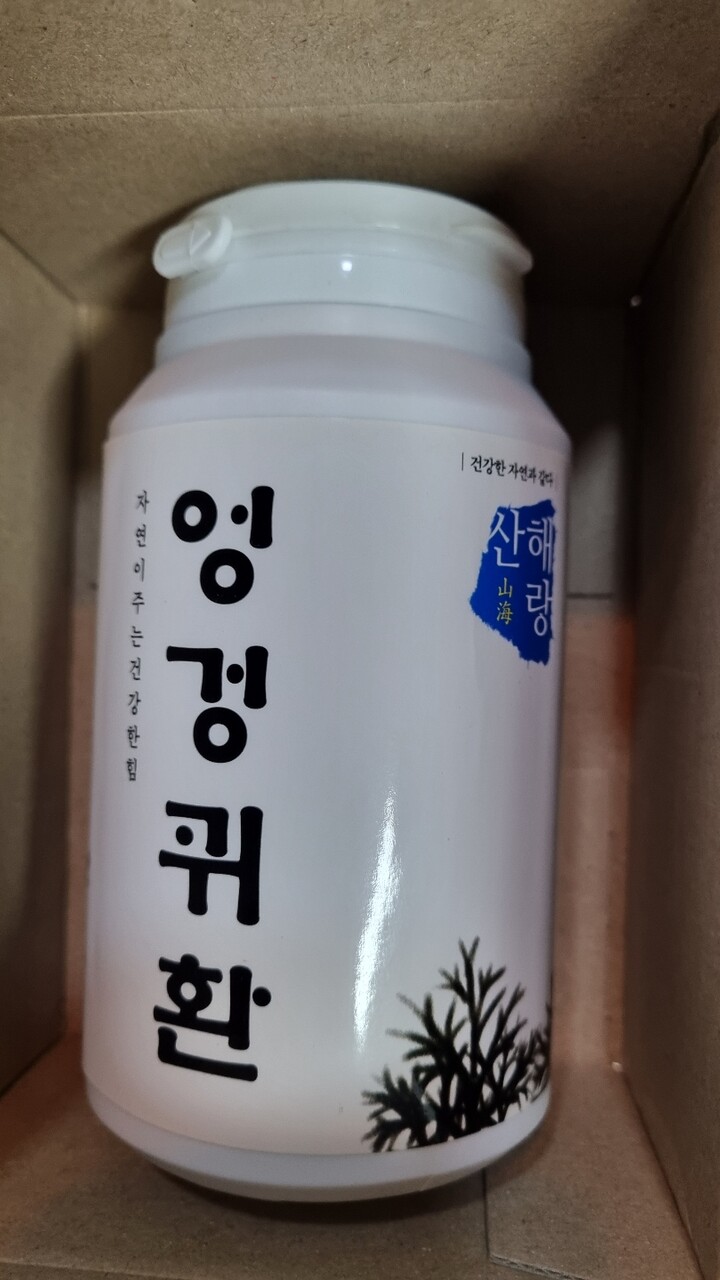 자연이주는건강한힘
엉겅퀴환
건강한 자연과 같다
산해랑
山海